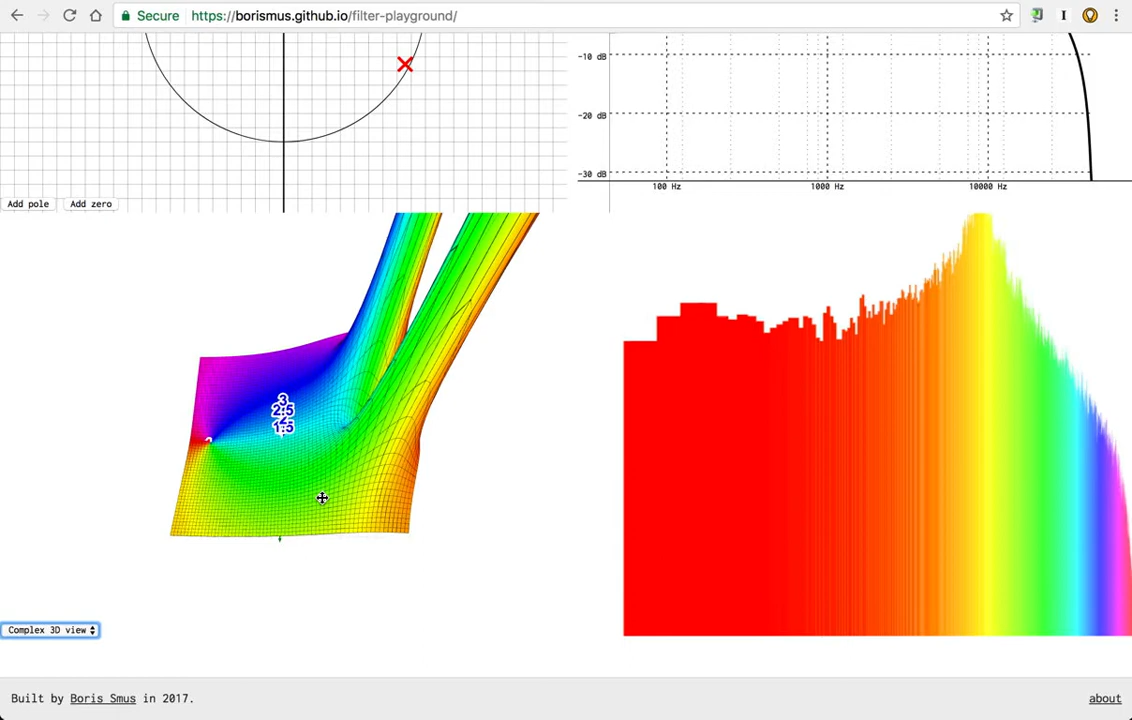 Secure
https://borismus.github.io/filter-playground/
-10 dB
-20 dB
-30 dB
100 Hz
1000 Hz
10000 Hz
Add pole
Add zero
3
2.5
1.5
Complex 3D view
Built by Boris Smus in 2017.
about